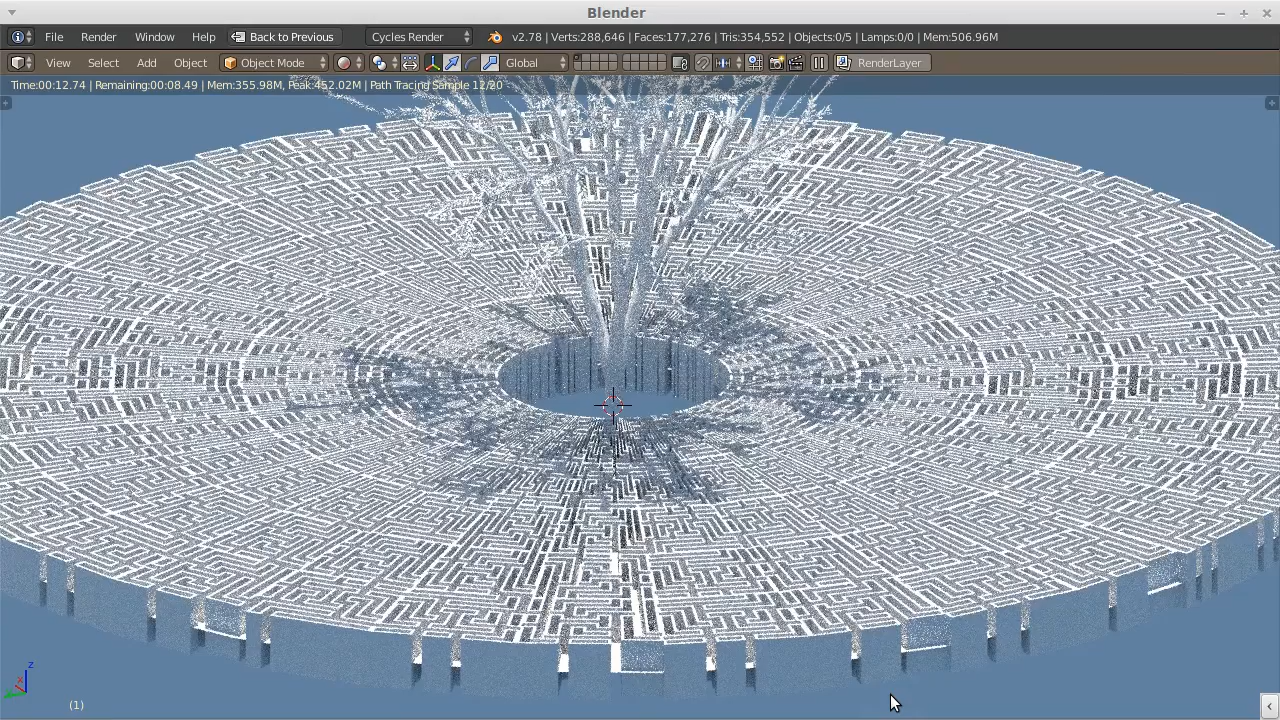 Blender
File Render Window Help Back to Previous Cycles Render v2.78 | Verts:288,646 | Faces:177,276 | Tris:354,552 | Objects:0/5 | Lamps:0/0 | Mem:506.96M
View Select Add Object Object Mode Global RenderLayer
Time:00:12.74 | Remaining:00:08.49 | Mem:355.98M, Peak:452.02M | Path Tracing Sample 12/20
z
x
(1)